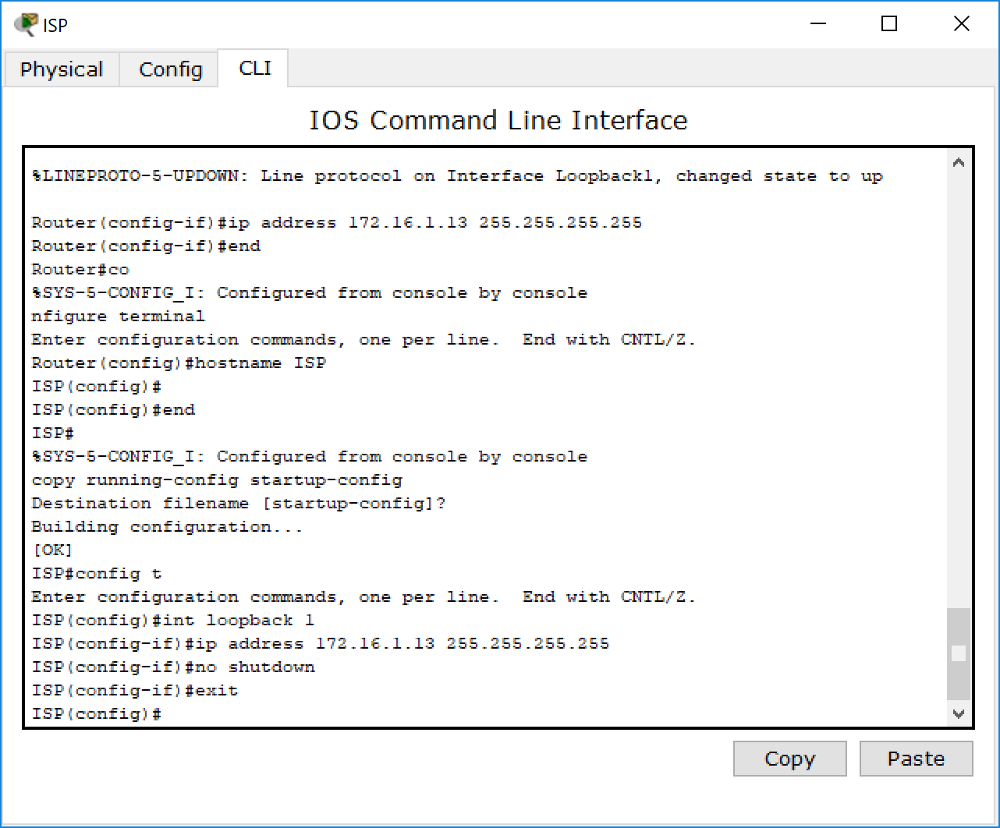 ISP
Physical Config CLI
IOS Command Line Interface
%LINEPROTO-5-UPDOWN: Line protocol on Interface Loopback1, changed state to up
Router(config-if)#ip address 172.16.1.13 255.255.255.255
Router(config-if)#end
Router#co
%SYS-5-CONFIG_I: Configured from console by console
nfigure terminal
Enter configuration commands, one per line.  End with CNTL/Z.
Router(config)#hostname ISP
ISP(config)#
ISP(config)#end
ISP#
%SYS-5-CONFIG_I: Configured from console by console
copy running-config startup-config
Destination filename [startup-config]?
Building configuration...
[OK]
ISP#config t
Enter configuration commands, one per line.  End with CNTL/Z.
ISP(config)#int loopback 1
ISP(config-if)#ip address 172.16.1.13 255.255.255.255
ISP(config-if)#no shutdown
ISP(config-if)#exit
ISP(config)#
Copy Paste